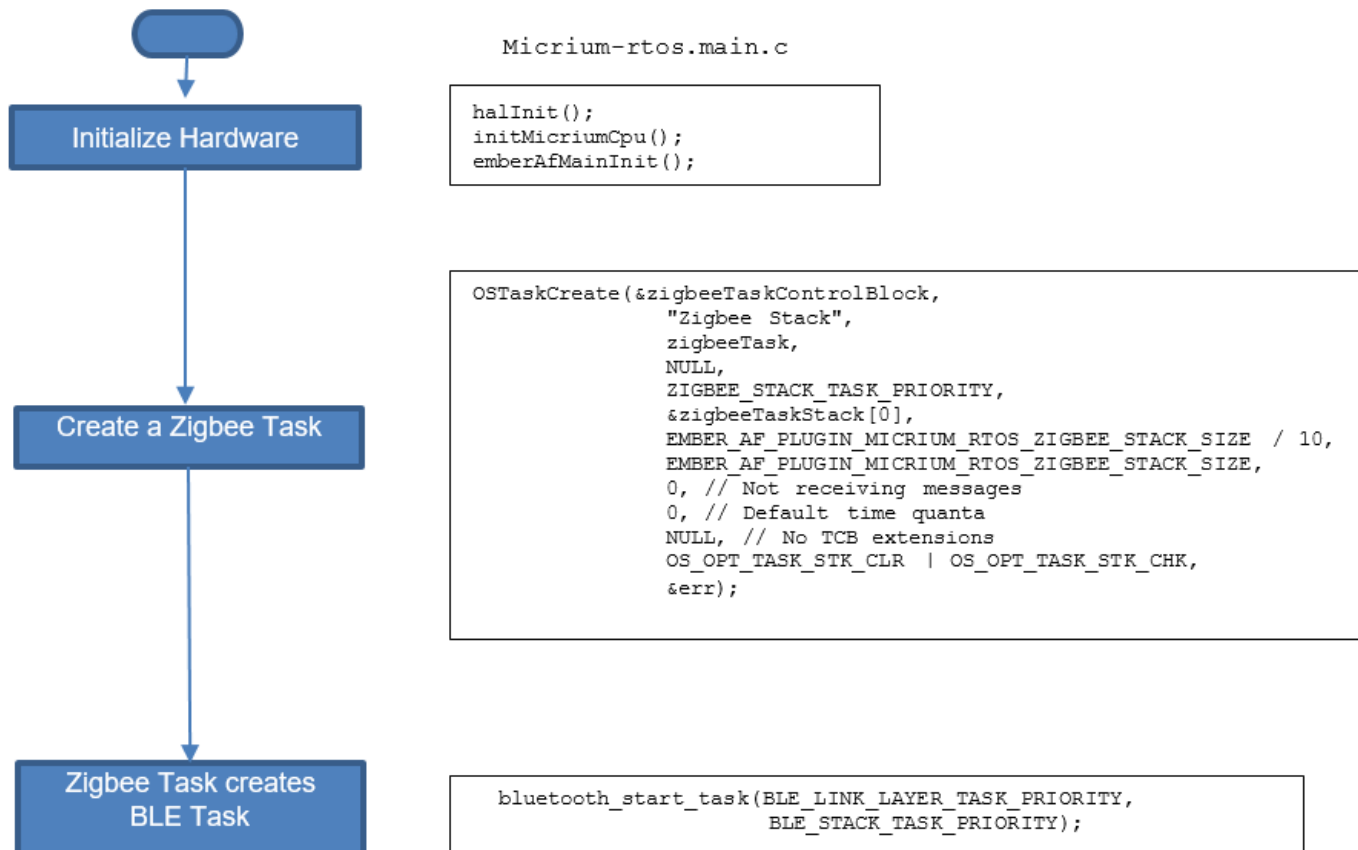 Micrium-rtos.main.c
Initialize Hardware
halInit();
initMicriumCpu();
emberAfMainInit();
Create a Zigbee Task
OSTaskCreate(&zigbeeTaskControlBlock,
"Zigbee Stack",
zigbeeTask,
NULL,
ZIGBEE_STACK_TASK_PRIORITY,
&zigbeeTaskStack[0],
EMBER_AF_PLUGIN_MICRIUM_RTOS_ZIGBEE_STACK_SIZE / 10,
EMBER_AF_PLUGIN_MICRIUM_RTOS_ZIGBEE_STACK_SIZE,
0, // Not receiving messages
0, // Default time quanta
NULL, // No TCB extensions
OS_OPT_TASK_STK_CLR | OS_OPT_TASK_STK_CHK,
&err);
Zigbee Task creates
BLE Task
bluetooth_start_task(BLE_LINK_LAYER_TASK_PRIORITY,
BLE_STACK_TASK_PRIORITY);